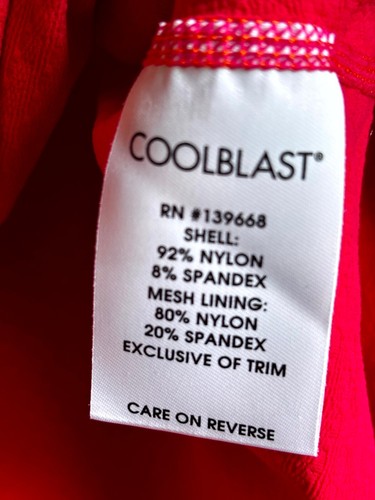 COOLBLAST®
RN #139668
SHELL:
92% NYLON
8% SPANDEX
MESH LINING:
80% NYLON
20% SPANDEX
EXCLUSIVE OF TRIM
CARE ON REVERSE